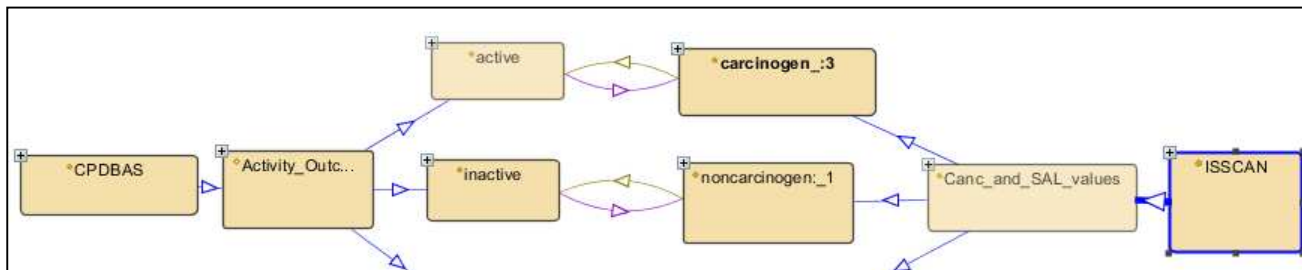 active
carcinogen_:3
CPDBAS
Activity_Outc...
inactive
noncarcinogen:_1
Canc_and_SAL_values
ISSCAN